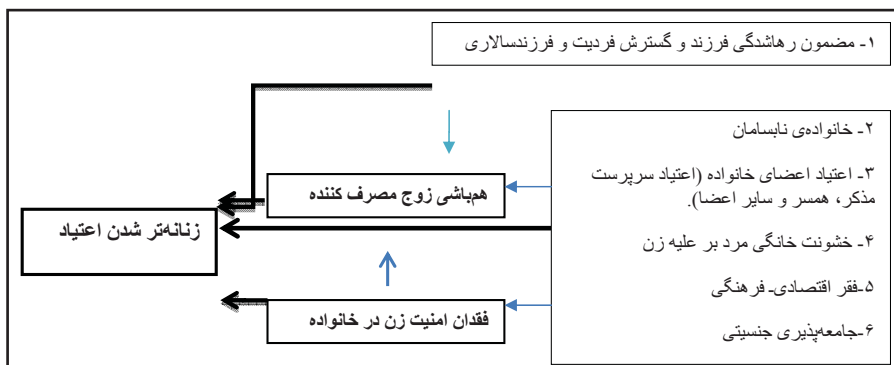 ۱- مضمون رهاشدگی فرزند و گسترش فردیت و فرزندسالاری
۲- خانواده‌ی نابسامان
۳- اعتیاد اعضای خانواده (اعتیاد سرپرست
مذکر، همسر و سایر اعضا).
۴- خشونت خانگی مرد بر علیه زن
۵-فقر اقتصادی- فرهنگی
۶-جامعه‌پذیری جنسیتی
هم‌باشی زوج مصرف کننده
فقدان امنیت زن در خانواده
زنانه‌تر شدن اعتیاد